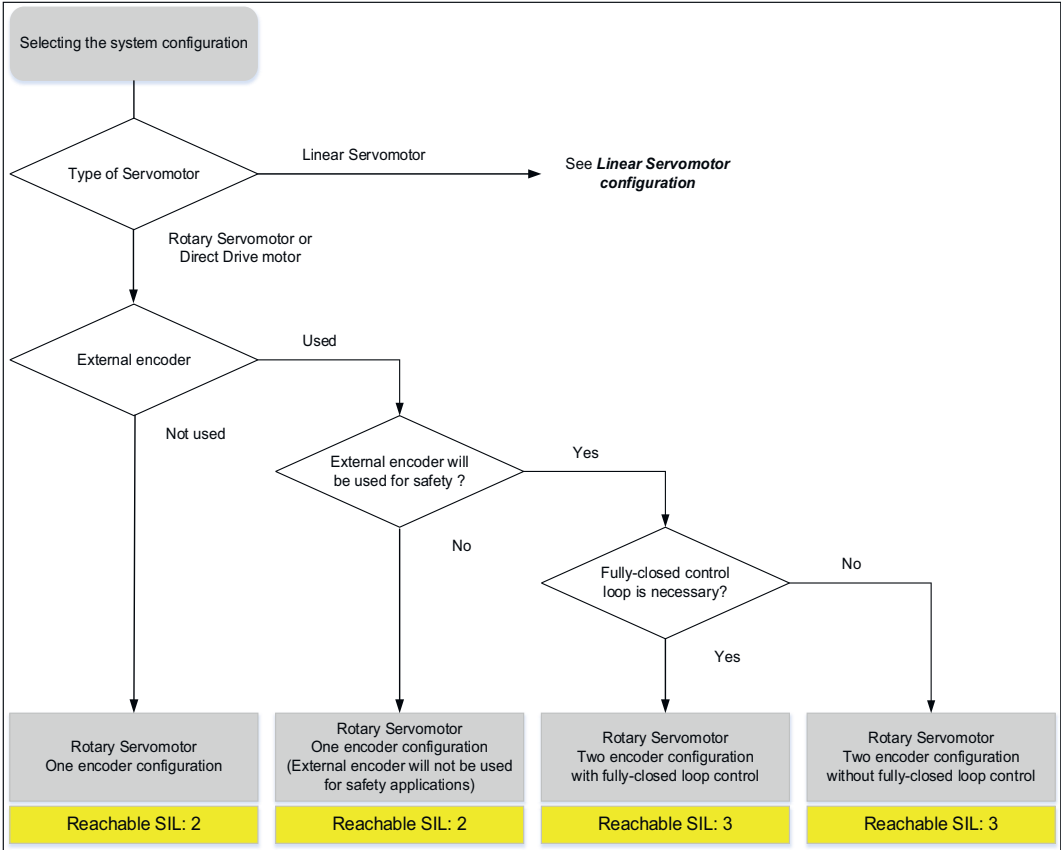 Selecting the system configuration
Type of Servomotor
Linear Servomotor
See Linear Servomotor
configuration
Rotary Servomotor or
Direct Drive motor
External encoder
Used
Not used
External encoder will
be used for safety ?
Yes
No
Fully-closed control
loop is necessary?
No
Yes
Rotary Servomotor
One encoder configuration
Rotary Servomotor
One encoder configuration
(External encoder will not be used
for safety applications)
Rotary Servomotor
Two encoder configuration
with fully-closed loop control
Rotary Servomotor
Two encoder configuration
without fully-closed loop control
Reachable SIL: 2
Reachable SIL: 2
Reachable SIL: 3
Reachable SIL: 3